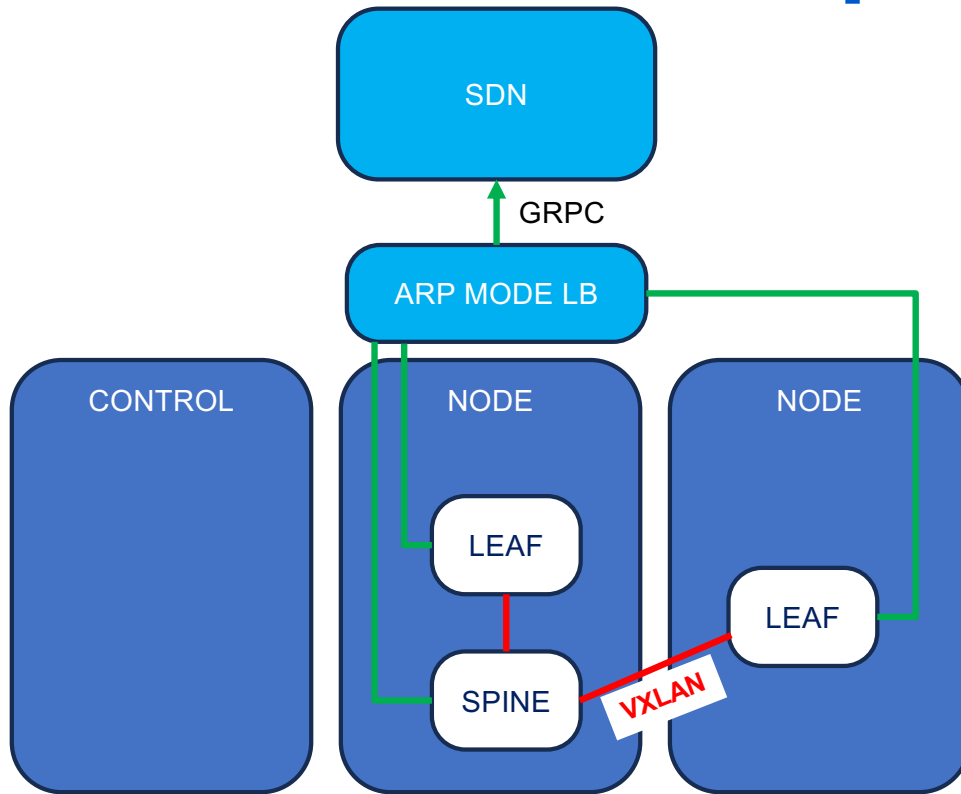 SDN
GRPC
ARP MODE LB
CONTROL
NODE
NODE
LEAF
LEAF
SPINE
VXLAN